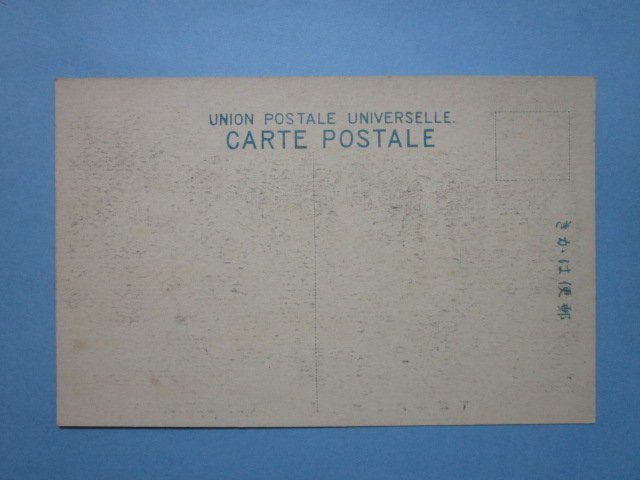 UNION POSTALE UNIVERSELLE.
CARTE POSTALE
きかは便郵